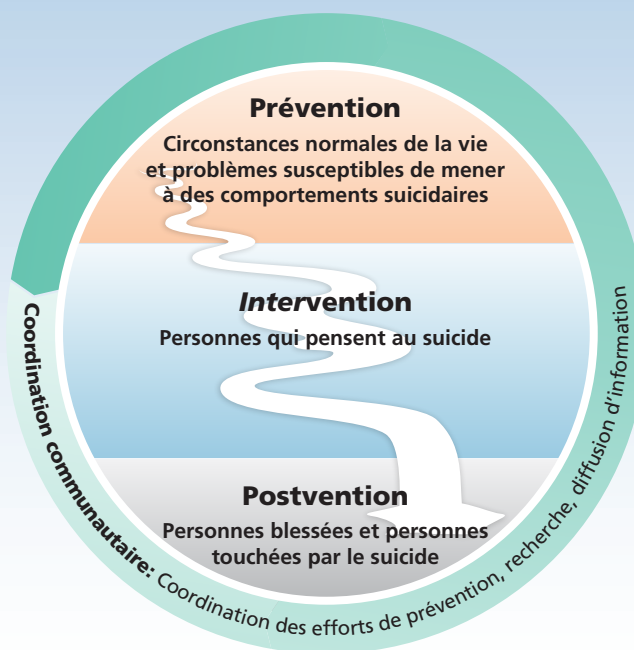 Prévention
Circonstances normales de la vie
et problèmes susceptibles de mener
à des comportements suicidaires
Intervention
Personnes qui pensent au suicide
Postvention
Personnes blessées et personnes
touchées par le suicide
Coordination communautaire: Coordination des efforts de prévention, recherche, diffusion d'information